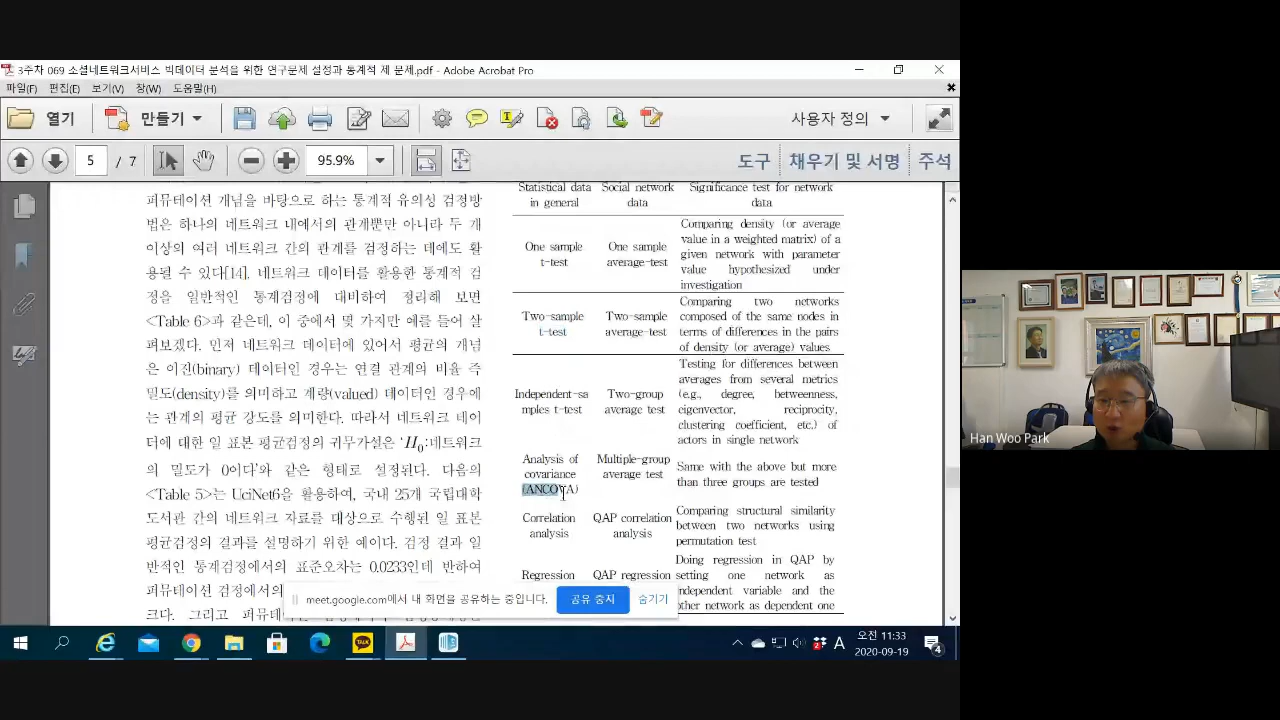 3주차 069 소셜네트워크서비스 빅데이터 분석을 위한 연구문제 설정과 통계적 제 문제.pdf - Adobe Acrobat Pro
파일(F) 편집(E) 보기(V) 창(W) 도움말(H)
열기 만들기 사용자 정의
5 / 7 95.9% 도구 채우기 및 서명 주석
퓨뮤테이션 개념을 바탕으로 하는 통계적 유의성 검정방
법은 하나의 네트워크 내에서의 관계뿐만 아니라 두 개
이상의 여러 네트워크 간의 관계를 검정하는 데에도 활
용될 수 있다[14]. 네트워크 데이터를 활용한 통계적 검
정을 일반적인 통계검정에 대비하여 정리해 보면
<Table 6>과 같은데, 이 중에서 몇 가지만 예를 들어 살
펴보겠다. 먼저 네트워크 데이터에 있어서 평균의 개념
은 이진(binary) 데이터인 경우는 연결 관계의 비율 즉
밀도(density)를 의미하고 계량(valued) 데이터인 경우에
는 관계의 평균 강도를 의미한다. 따라서 네트워크 데이
터에 대한 일 표본 평균검정의 귀무가설은 'H0:네트워크
의 밀도가 0이다'와 같은 형태로 설정된다. 다음의
<Table 5>는 UciNet6을 활용하여, 국내 25개 국립대학
도서관 간의 네트워크 자료를 대상으로 수행된 일 표본
평균검정의 결과를 설명하기 위한 예이다. 검정 결과 일
반적인 통계검정에서의 표준오차는 0.0233인데 반하여
퍼뮤테이션 검정에서의
크다. 그리고
Statistical data Social network Significance test for network
in general data data
One sample One sample
t-test average-test
Comparing density (or average
value in a weighted matrix) of a
given network with parameter
value hypothesized under
investigation
Two-sample Two-sample
t-test average-test
Comparing two networks
composed of the same nodes in
terms of differences in the pairs
of density (or average) values
Independent-sa Two-group
mples t-test average test
Testing for differences between
averages from several metrics
(e.g., degree, betweenness,
eigenvector, reciprocity,
clustering coefficient, etc.) of
actors in single network
Analysis of Multiple-group
covariance average test
(ANCOVA)
Same with the above but more
than three groups are tested
Correlation QAP correlation
analysis analysis
Comparing structural similarity
between two networks using
permutation test
Regression QAP regression
Doing regression in QAP by
setting one network as
independent variable and the
other network as dependent one
meet.google.com에서 내 화면을 공유하는 중입니다. 공유 중지 숨기기
TALK
A 오전 11:33
2020-09-19
4
Han Woo Park